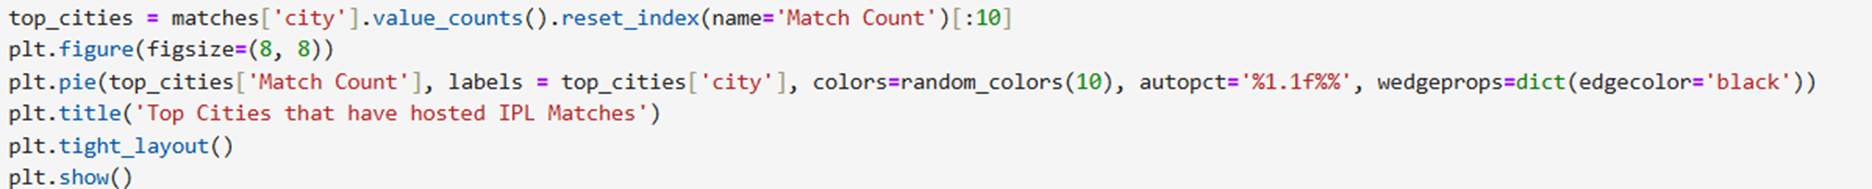 top_cities = matches['city'].value_counts().reset_index(name='Match Count')[:10]
plt.figure(figsize=(8, 8))
plt.pie(top_cities['Match Count'], labels = top_cities['city'], colors=random_colors(10), autopct='%1.1f%%', wedgeprops=dict(edgecolor='black'))
plt.title('Top Cities that have hosted IPL Matches')
plt.tight_layout()
plt.show()